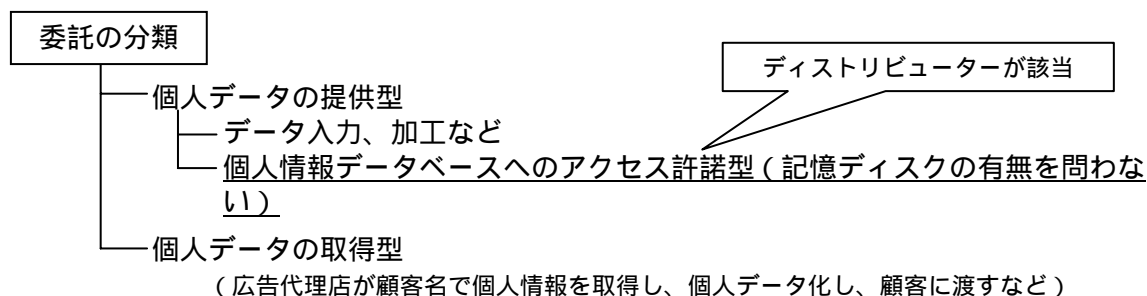 委託の分類
ディストリビューターが該当
個人データの提供型
データ入力、加工など
個人情報データベースへのアクセス許諾型(記憶ディスクの有無を問わな
い)
個人データの取得型
(広告代理店が顧客名で個人情報を取得し、個人データ化し、顧客に渡すなど)